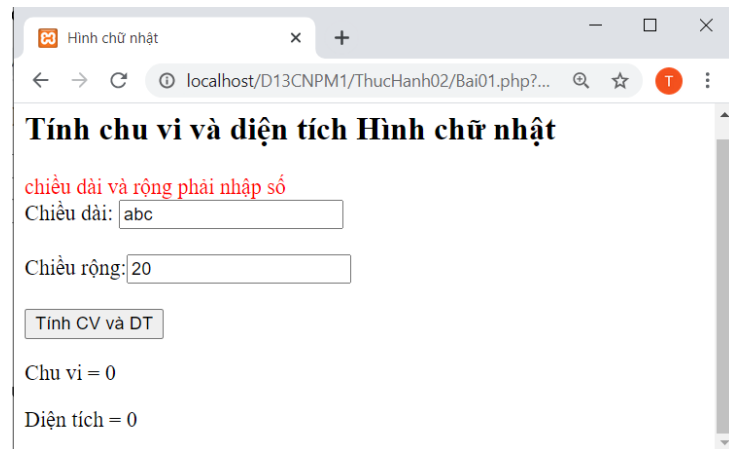 Hình chữ nhật
localhost/D13CNPM1/ThucHanh02/Bai01.php?...
T
Tính chu vi và diện tích Hình chữ nhật
chiều dài và rộng phải nhập số
Chiều dài: abc
Chiều rộng: 20
Tính CV và DT
Chu vi = 0
Diện tích = 0